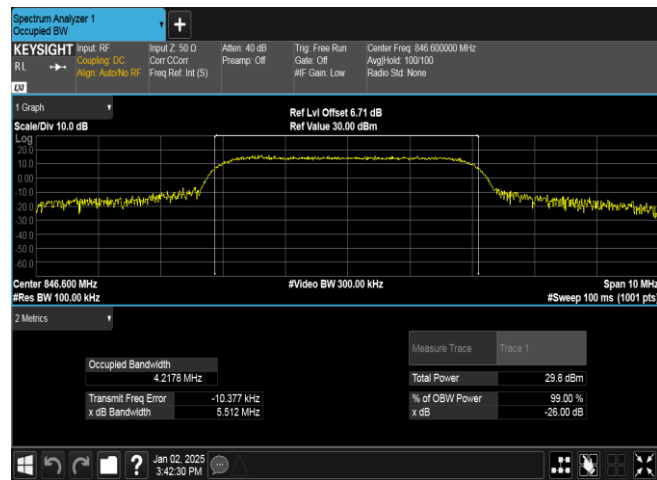 Spectrum Analyzer 1
Occupied BW
+
KEYSIGHT
RL
LXI
Input: RF
Coupling: DC
Align: Auto/No RF
Input Z: 50 Ω
Corr CCorr
Freq Ref: Int (S)
Atten: 40 dB
Preamp: Off
Trig: Free Run
Gate: Off
#IF Gain: Low
Center Freq: 846.600000 MHz
Avg|Hold: 100/100
Radio Std: None
1 Graph
Scale/Div 10.0 dB
Ref Lvl Offset 6.71 dB
Ref Value 30.00 dBm
Log
20.0
10.0
0.00
-10.0
-20.0
-30.0
-40.0
-50.0
-60.0
Center 846.600 MHz
#Res BW 100.00 kHz
#Video BW 300.00 kHz
Span 10 MHz
#Sweep 100 ms (1001 pts)
2 Metrics
Measure Trace Trace 1
Occupied Bandwidth
4.2178 MHz
Total Power 29.8 dBm
Transmit Freq Error -10.377 kHz
% of OBW Power 99.00 %
x dB Bandwidth 5.512 MHz
x dB -26.00 dB
?
Jan 02, 2025
3:42:30 PM